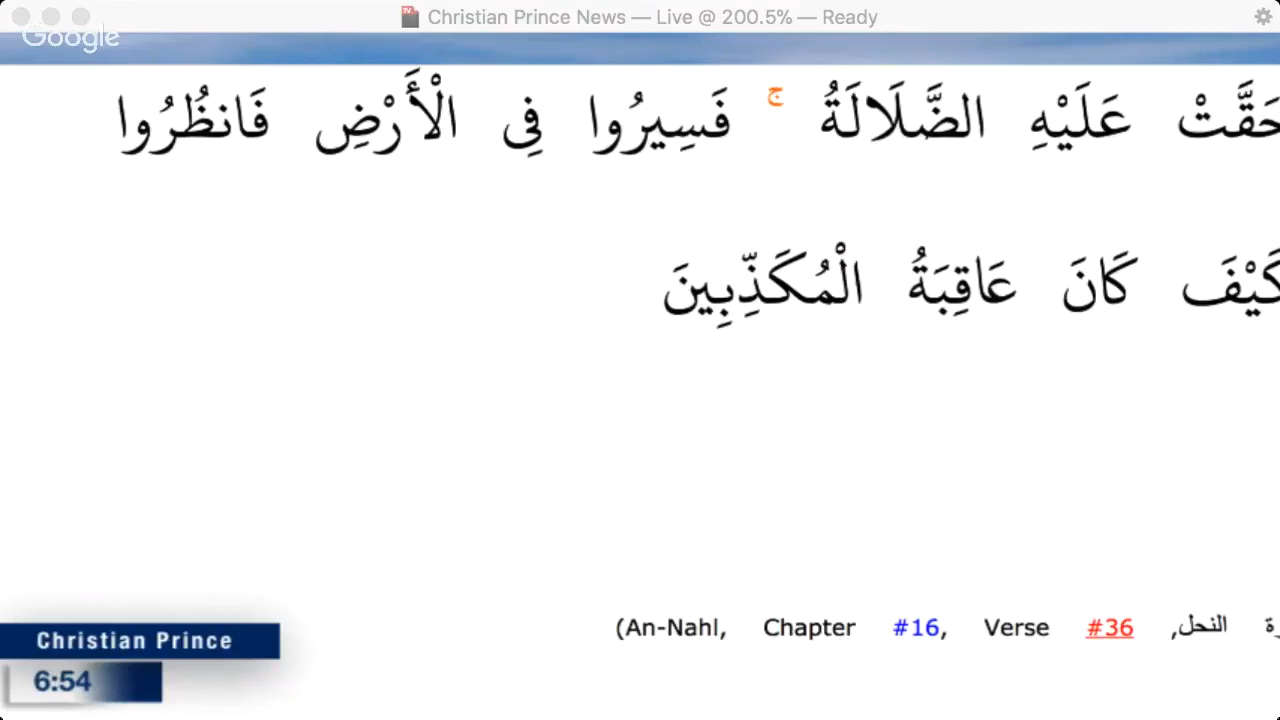 Christian Prince News — Live @ 200.5% — Ready
Google
حَقَّتْ عَلَيْهِ الضَّلَالَةُ ۚ فَسِيرُوا فِى الْأَرْضِ فَانظُرُوا
كَيْفَ كَانَ عَاقِبَةُ الْمُكَذِّبِينَ
(An-Nahl, Chapter #16, Verse #36 النحل,
Christian Prince
6:54